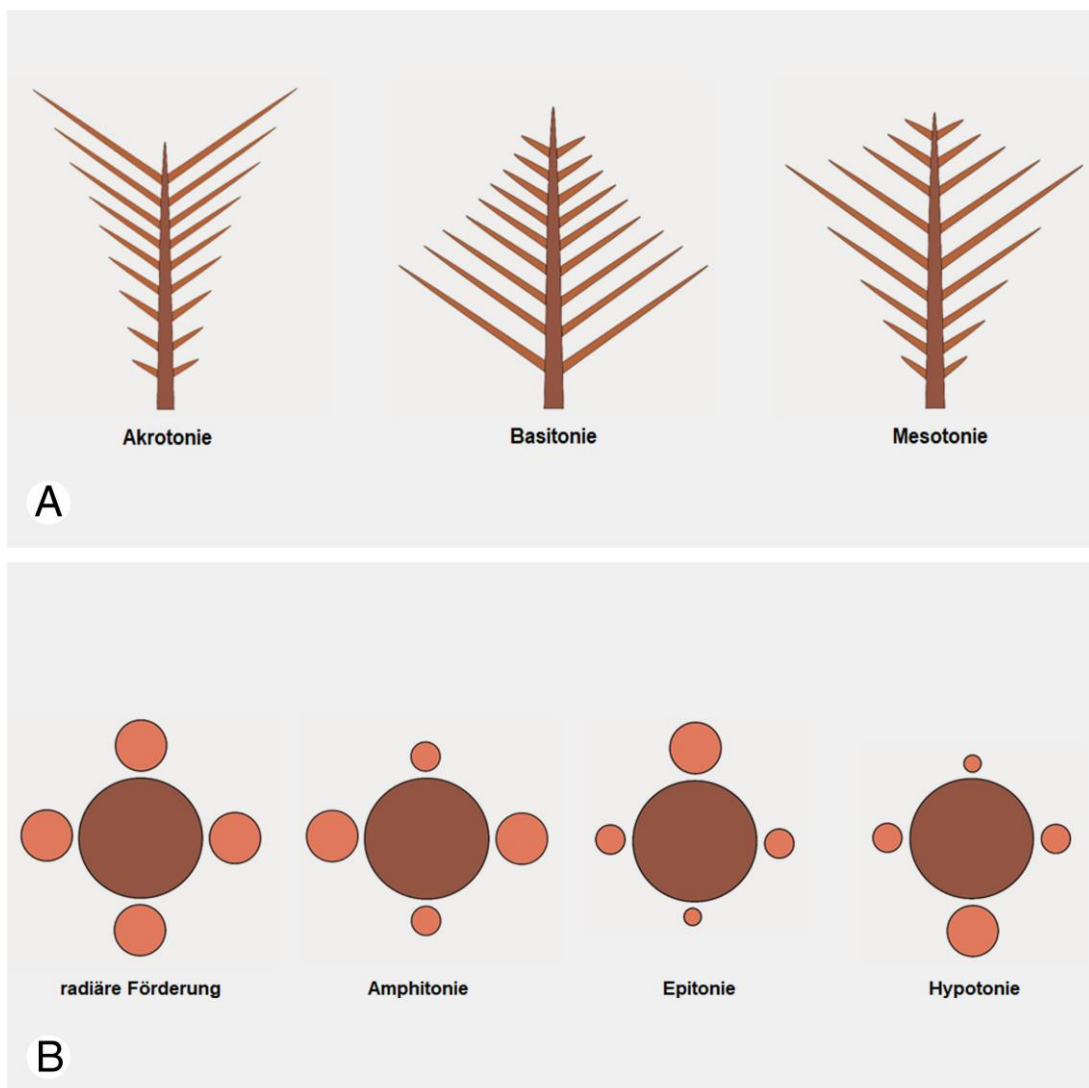 Akrotonie
Basitonie
Mesotonie
A
radiäre Förderung
Amphitonie
Epitonie
Hypotonie
B